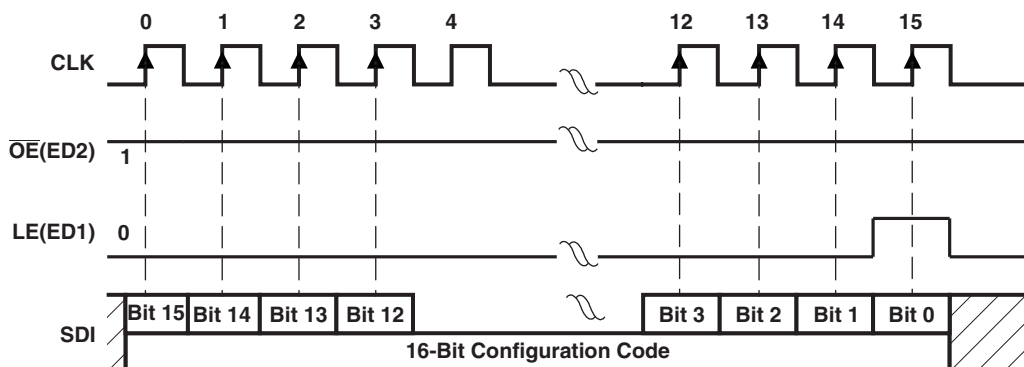 0 1 2 3 4 12 13 14 15
CLK
OE(ED2) 1
LE(ED1) 0
SDI Bit 15 Bit 14 Bit 13 Bit 12 Bit 3 Bit 2 Bit 1 Bit 0
16-Bit Configuration Code